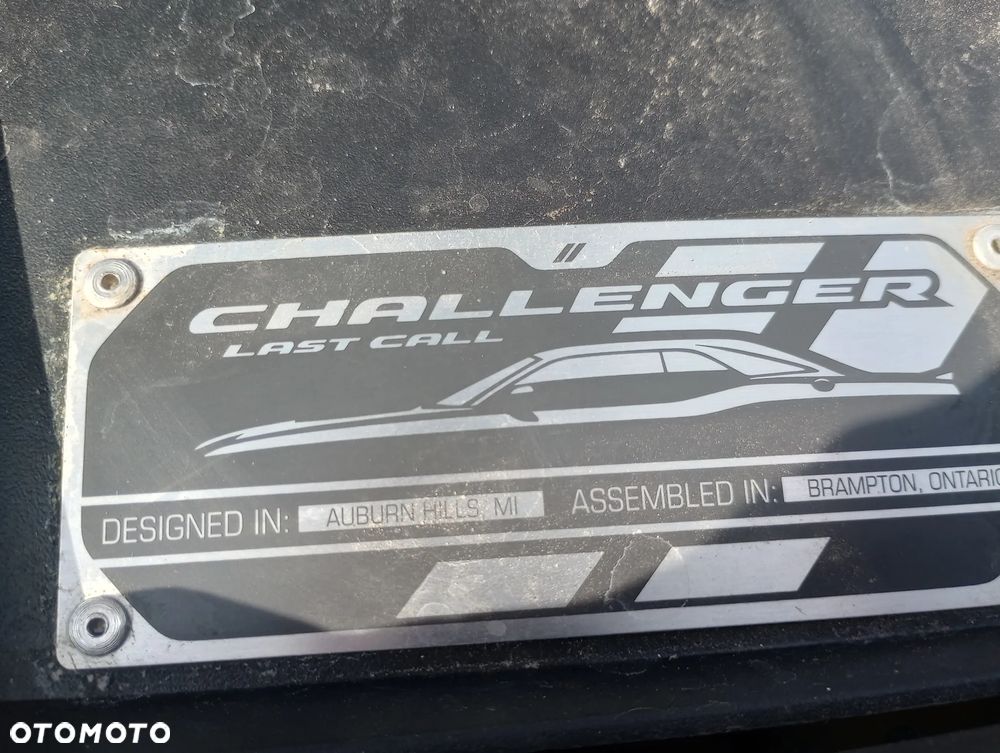 CHALLENGER
LAST CALL
DESIGNED IN: AUBURN HILLS, MI ASSEMBLED IN: BRAMPTON, ONTARIO
OTOMOTO